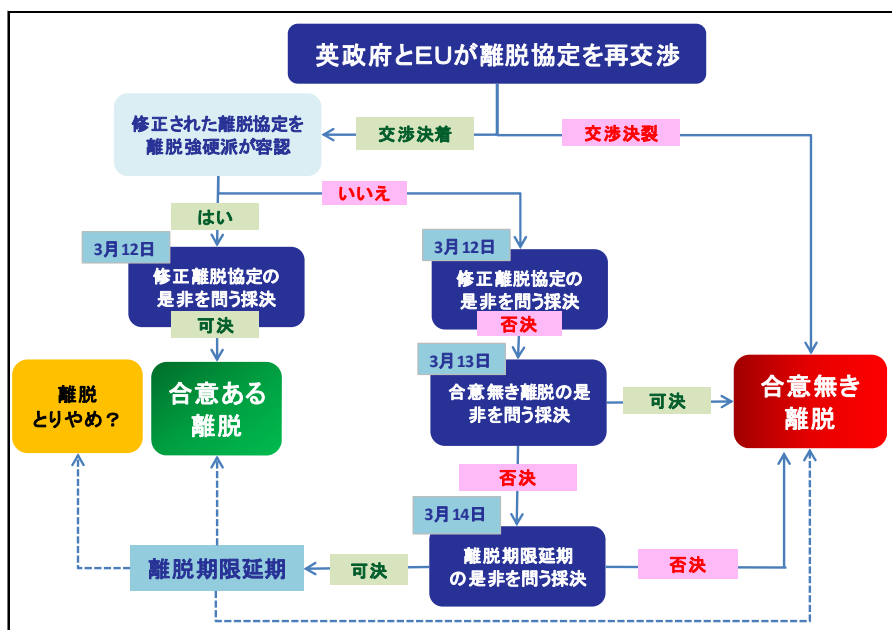 英政府とEUが離脱協定を再交渉
修正された離脱協定を
離脱強硬派が容認
交渉決着
交渉決裂
いいえ
はい
3月12日
修正離脱協定の
是非を問う採決
3月12日
修正離脱協定の
是非を問う採決
可決
否決
3月13日
離脱
とりやめ？
合意ある
離脱
合意無き離脱の是
非を問う採決
可決
合意無き
離脱
否決
3月14日
離脱期限延期
可決
離脱期限延期
の是非を問う採決
否決